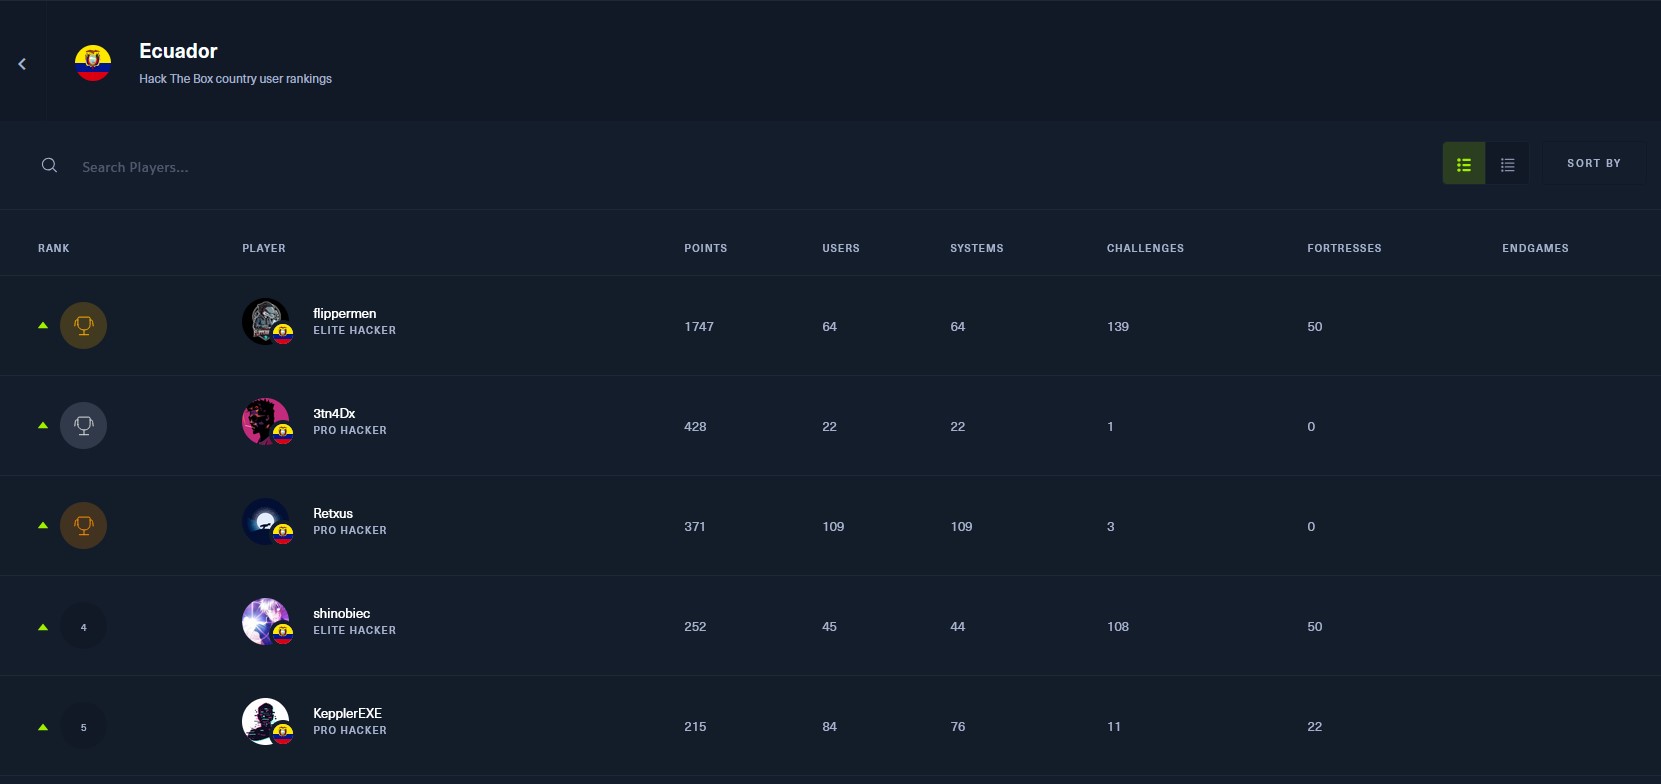 Ecuador
Hack The Box country user rankings
Search Players...
SORT BY
RANK PLAYER POINTS USERS SYSTEMS CHALLENGES FORTRESSES ENDGAMES
flippermen
ELITE HACKER
1747 64 64 139 50
3tn4Dx
PRO HACKER
428 22 22 1 0
Retxus
PRO HACKER
371 109 109 3 0
4
shinobiec
ELITE HACKER
252 45 44 108 50
5
KepplerEXE
PRO HACKER
215 84 76 11 22